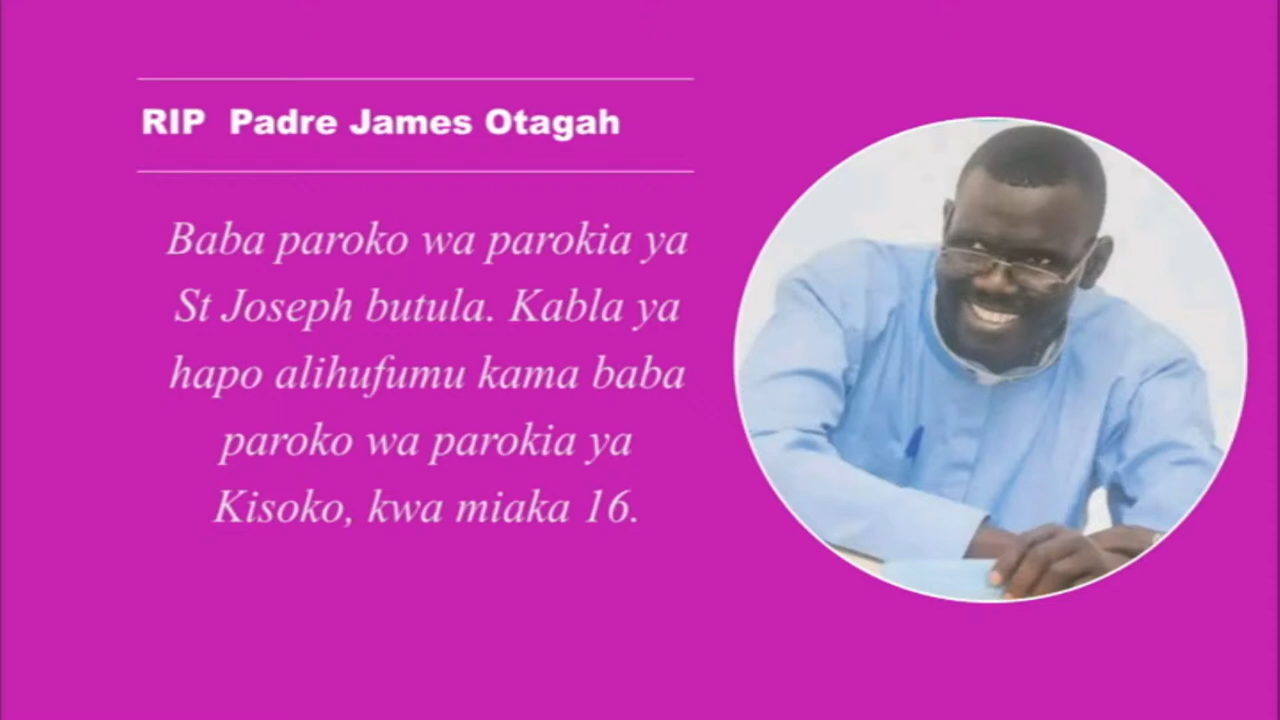 RIP Padre James Otagah
Baba paroko wa parokia ya
St Joseph butula. Kabla ya
hapo alihufumu kama baba
paroko wa parokia ya
Kisoko, kwa miaka 16.